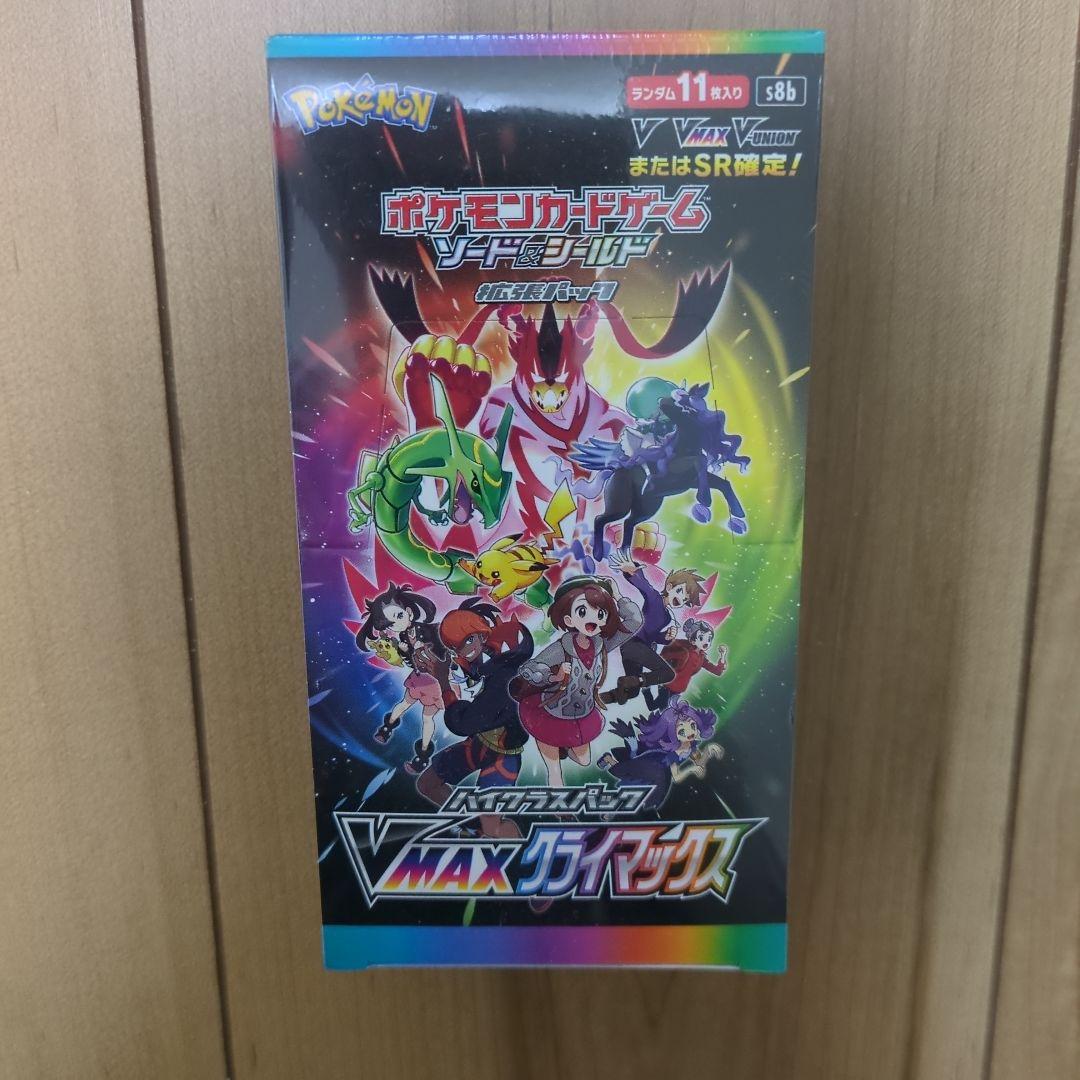 POKÉMON
ランダム11枚入り s8b
V VMAX V-UNION
またはSR確定!
ポケモンカードゲーム
ソード&シールド
拡張パック
ハイクラスパック
VMAXクライマックス